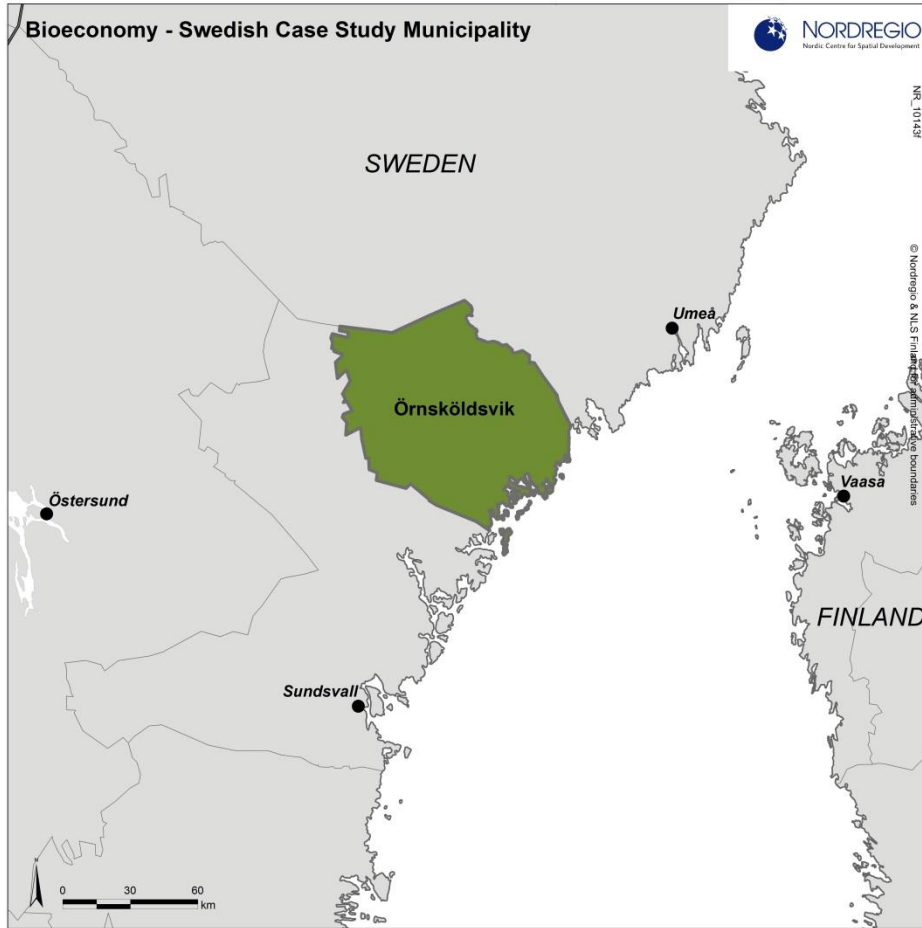 Bioeconomy - Swedish Case Study Municipality
NORDREGIO
Nordic Centre for Spatial Development
NR_10143f
SWEDEN
Umeå
Örnsköldsvik
© Nordregio & NLS Finland for administrative boundaries
Östersund
Vaasa
FINLAND
Sundsvall
N
0 30 60
km